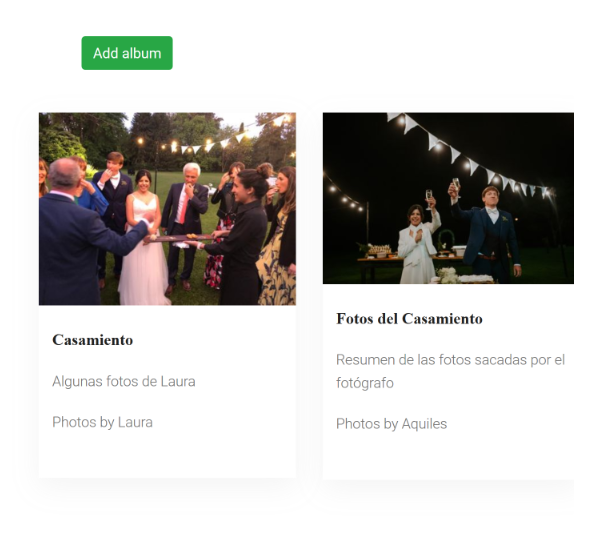 Add album
Casamiento
Algunas fotos de Laura
Photos by Laura
Fotos del Casamiento
Resumen de las fotos sacadas por el
fotógrafo
Photos by Aquiles